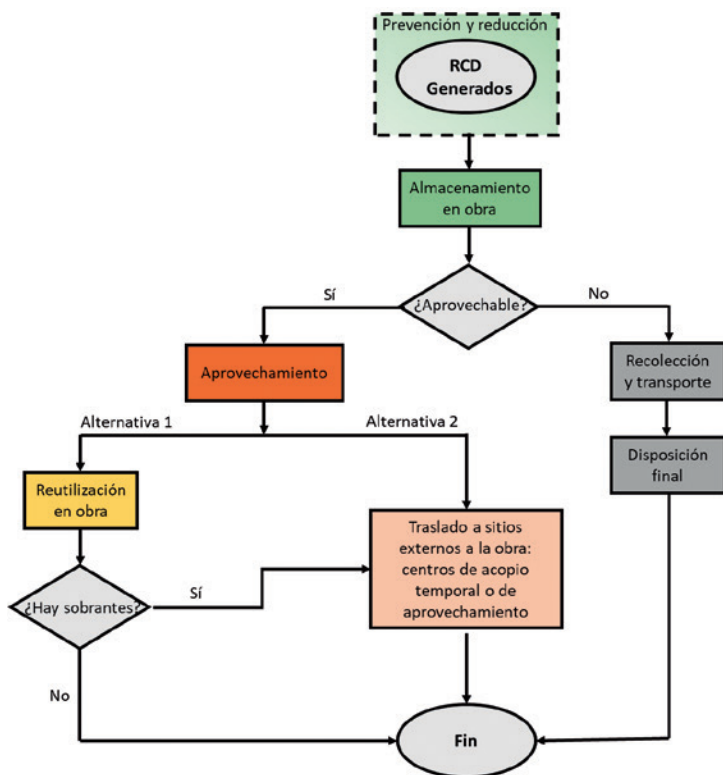 Prevención y reducción
RCD
Generados
Almacenamiento
en obra
¿Aprovechable?
Sí
No
Aprovechamiento
Recolección
y transporte
Alternativa 1
Alternativa 2
Disposición
final
Reutilización
en obra
Traslado a sitios
externos a la obra:
centros de acopio
temporal o de
aprovechamiento
¿Hay sobrantes?
Sí
No
Fin